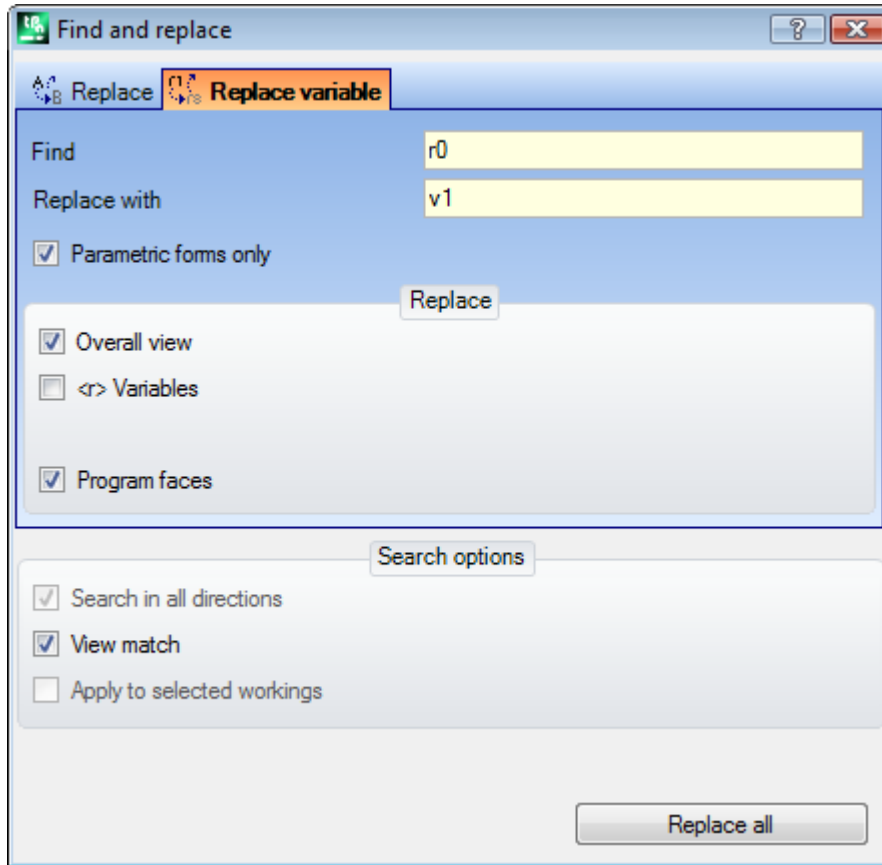 Find and replace
Replace Replace variable
Find r0
Replace with v1
Parametric forms only
Replace
Overall view
<r> Variables
Program faces
Search options
Search in all directions
View match
Apply to selected workings
Replace all